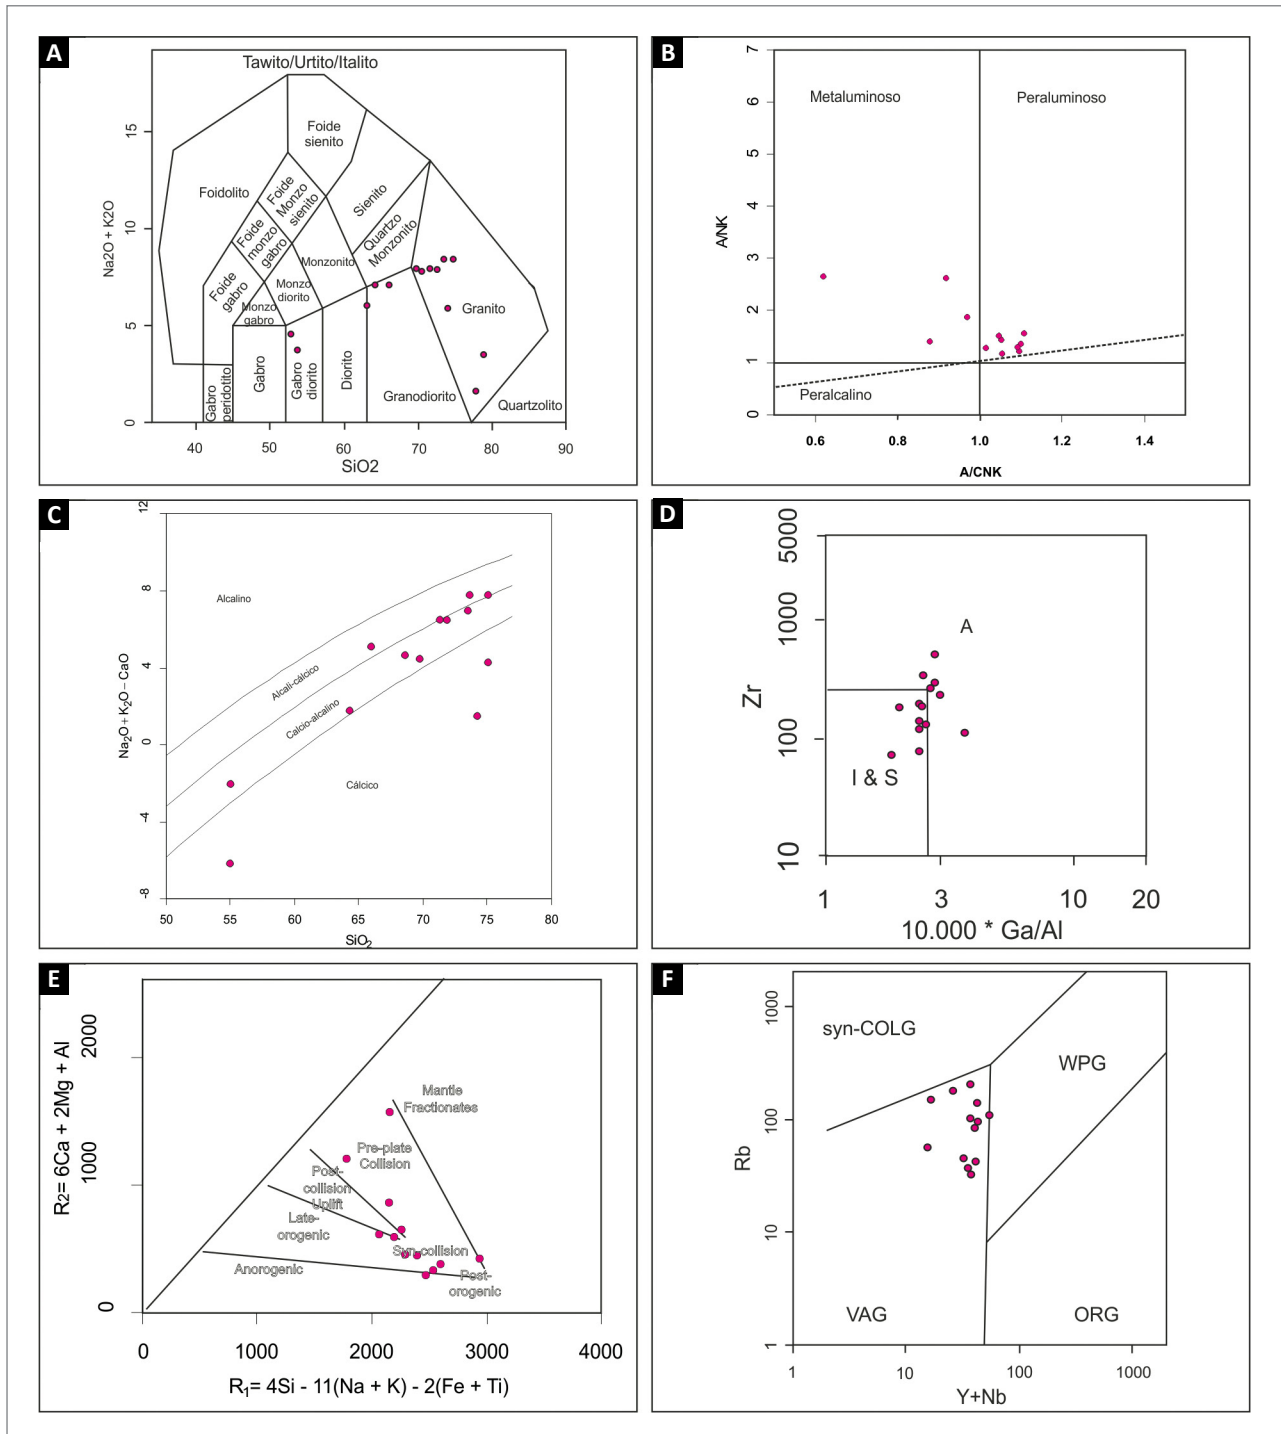 A
Tawito/Urtito/Italito
Foide
sienito
Foidolito
Foide
Monzo
sienito
Sienito
Foide
monzo
gabro
Quartzo
Monzonito
Monzonito
Foide
gabro
Monzo
diorito
Monzo
gabro
Granito
Gabro
peridotito
Gabro
Gabro
diorito
Diorito
Granodiorito
Quartzolito
Na2O + K2O
0
5
10
15
40
50
60
70
80
90
SiO2
B
Metaluminoso
Peraluminoso
Peralcalino
A/NK
0
1
2
3
4
5
6
7
0.6
0.8
1.0
1.2
1.4
A/CNK
C
Alcalino
Alcali-cálcico
Calcio-alcalino
Cálcico
Na2O + K2O – CaO
-8
-4
0
4
8
12
50
55
60
65
70
75
80
SiO2
D
A
I & S
Zr
10
100
1000
5000
1
3
10
20
10.000 * Ga/Al
E
Mantle
Fractionates
Pre-plate
Collision
Post-
collision
Uplift
Late-
orogenic
Syn-collision
Anorogenic
Post-
orogenic
R2= 6Ca + 2Mg + Al
0
1000
2000
0
1000
2000
3000
4000
R1= 4Si - 11(Na + K) - 2(Fe + Ti)
F
syn-COLG
WPG
VAG
ORG
Rb
1
10
100
1000
1
10
100
1000
Y+Nb